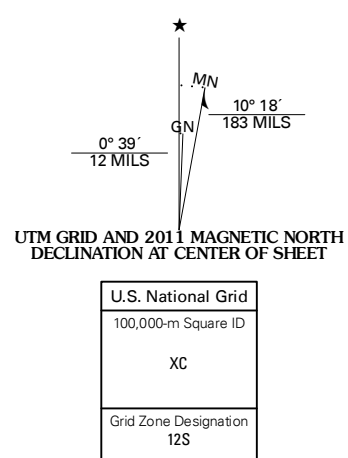 ★
MN
10° 18´
183 MILS
GN
0° 39´
12 MILS
UTM GRID AND 2011 MAGNETIC NORTH
DECLINATION AT CENTER OF SHEET
U.S. National Grid
100,000-m Square ID
XC
Grid Zone Designation
12S